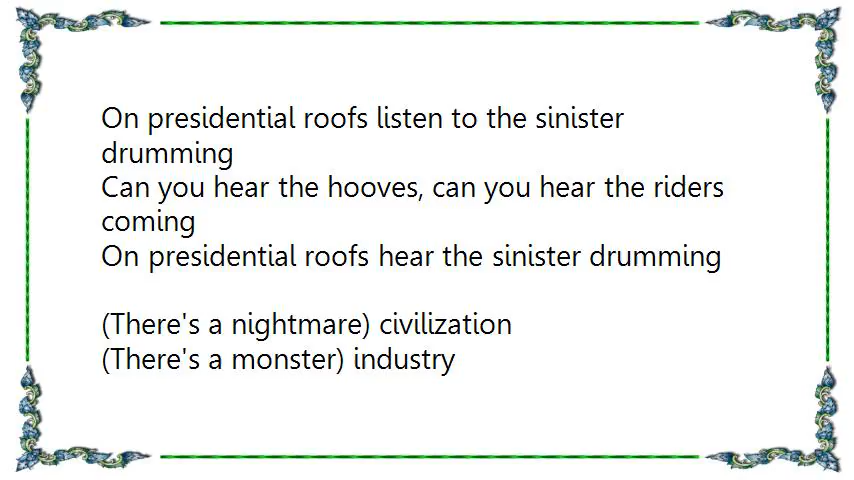 On presidential roofs listen to the sinister
drumming
Can you hear the hooves, can you hear the riders
coming
On presidential roofs hear the sinister drumming
(There's a nightmare) civilization
(There's a monster) industry